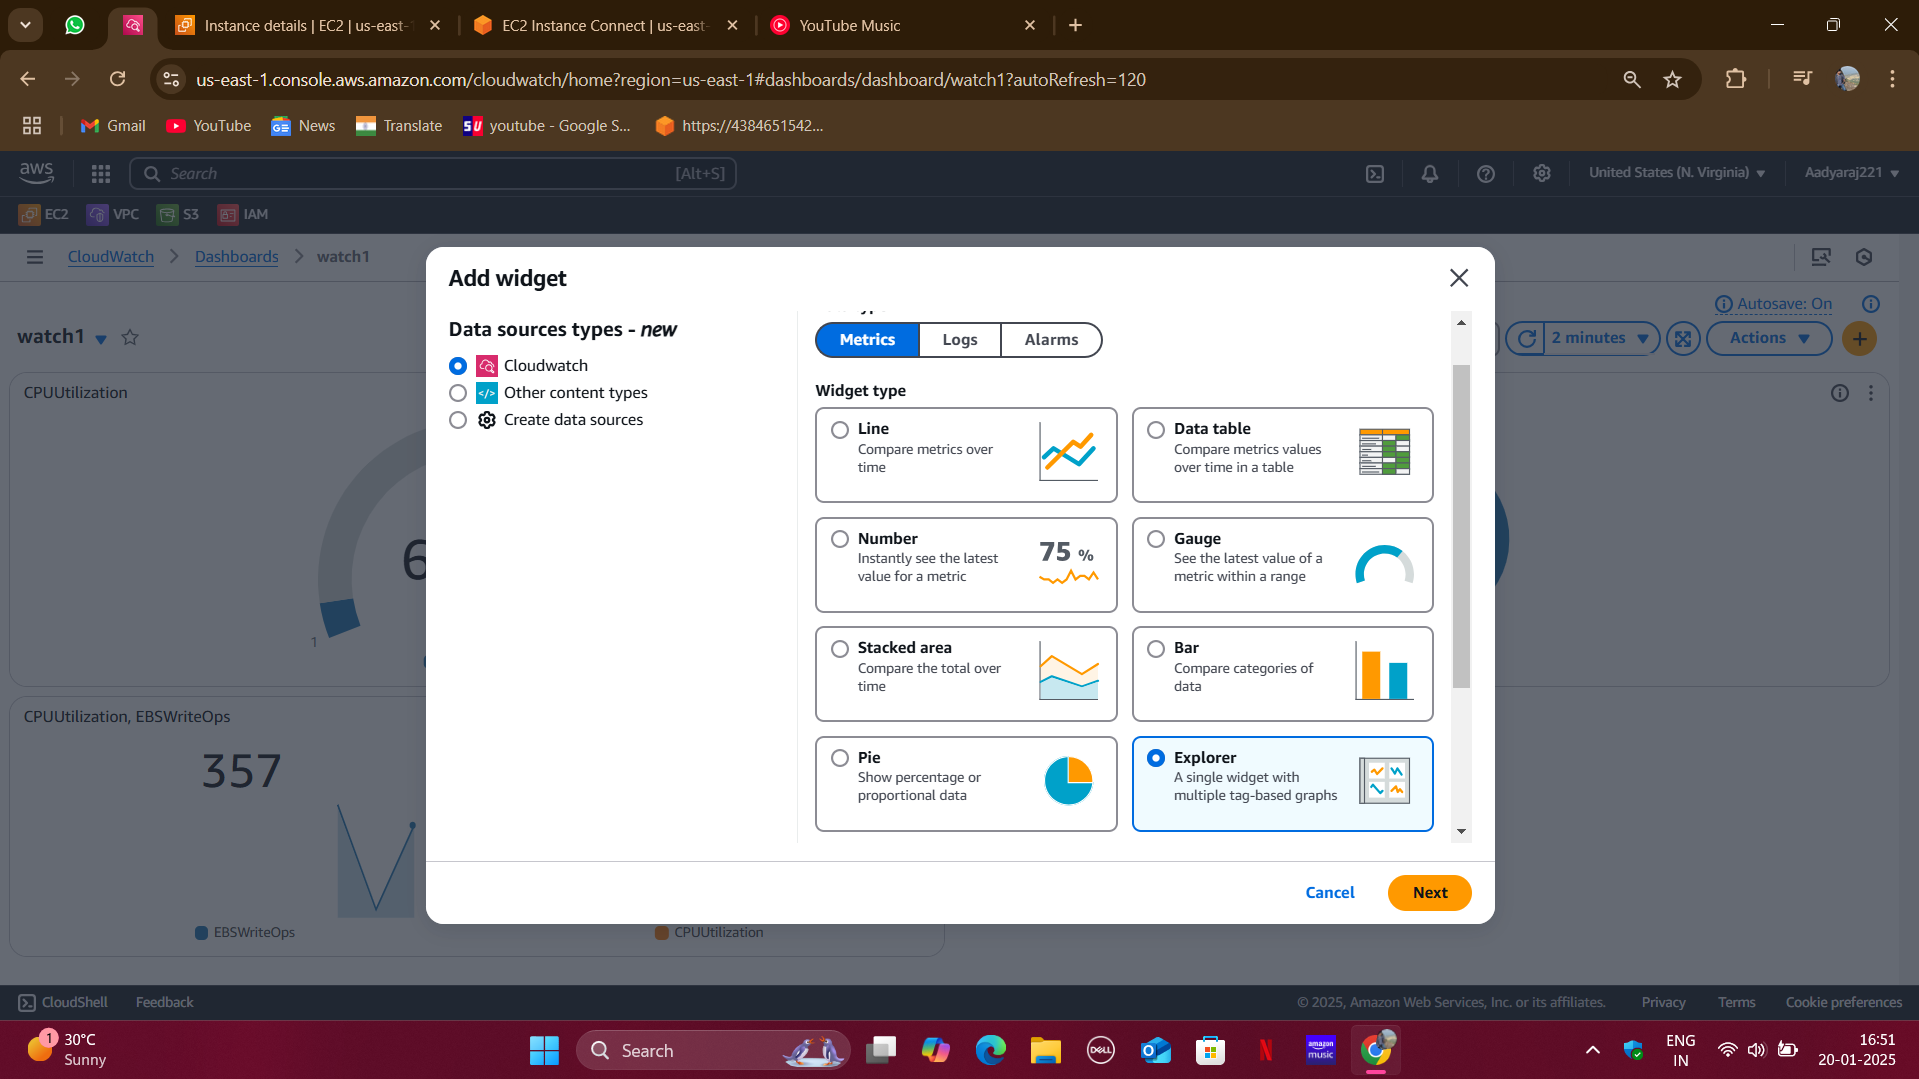 Instance details | EC2 | us-east-
EC2 Instance Connect | us-east-
YouTube Music
us-east-1.console.aws.amazon.com/cloudwatch/home?region=us-east-1#dashboards/dashboard/watch1?autoRefresh=120
Gmail
YouTube
News
Translate
youtube - Google S...
https://4384651542...
aws
Search
[Alt+S]
United States (N. Virginia)
Aadyaraj221
EC2
VPC
S3
IAM
CloudWatch
Dashboards
watch1
Autosave: On
watch1
2 minutes
Actions
CPUUtilization
6
1
CPUUtilization, EBSWriteOps
357
EBSWriteOps
CPUUtilization
Add widget
Data sources types - new
Cloudwatch
Other content types
Create data sources
Metrics
Logs
Alarms
Widget type
Line
Compare metrics over
time
Data table
Compare metrics values
over time in a table
Number
Instantly see the latest
value for a metric
75 %
Gauge
See the latest value of a
metric within a range
Stacked area
Compare the total over
time
Bar
Compare categories of
data
Pie
Show percentage or
proportional data
Explorer
A single widget with
multiple tag-based graphs
Cancel
Next
CloudShell
Feedback
© 2025, Amazon Web Services, Inc. or its affiliates.
Privacy
Terms
Cookie preferences
1
30°C
Sunny
Search
DELL
amazon
music
ENG
IN
16:51
20-01-2025